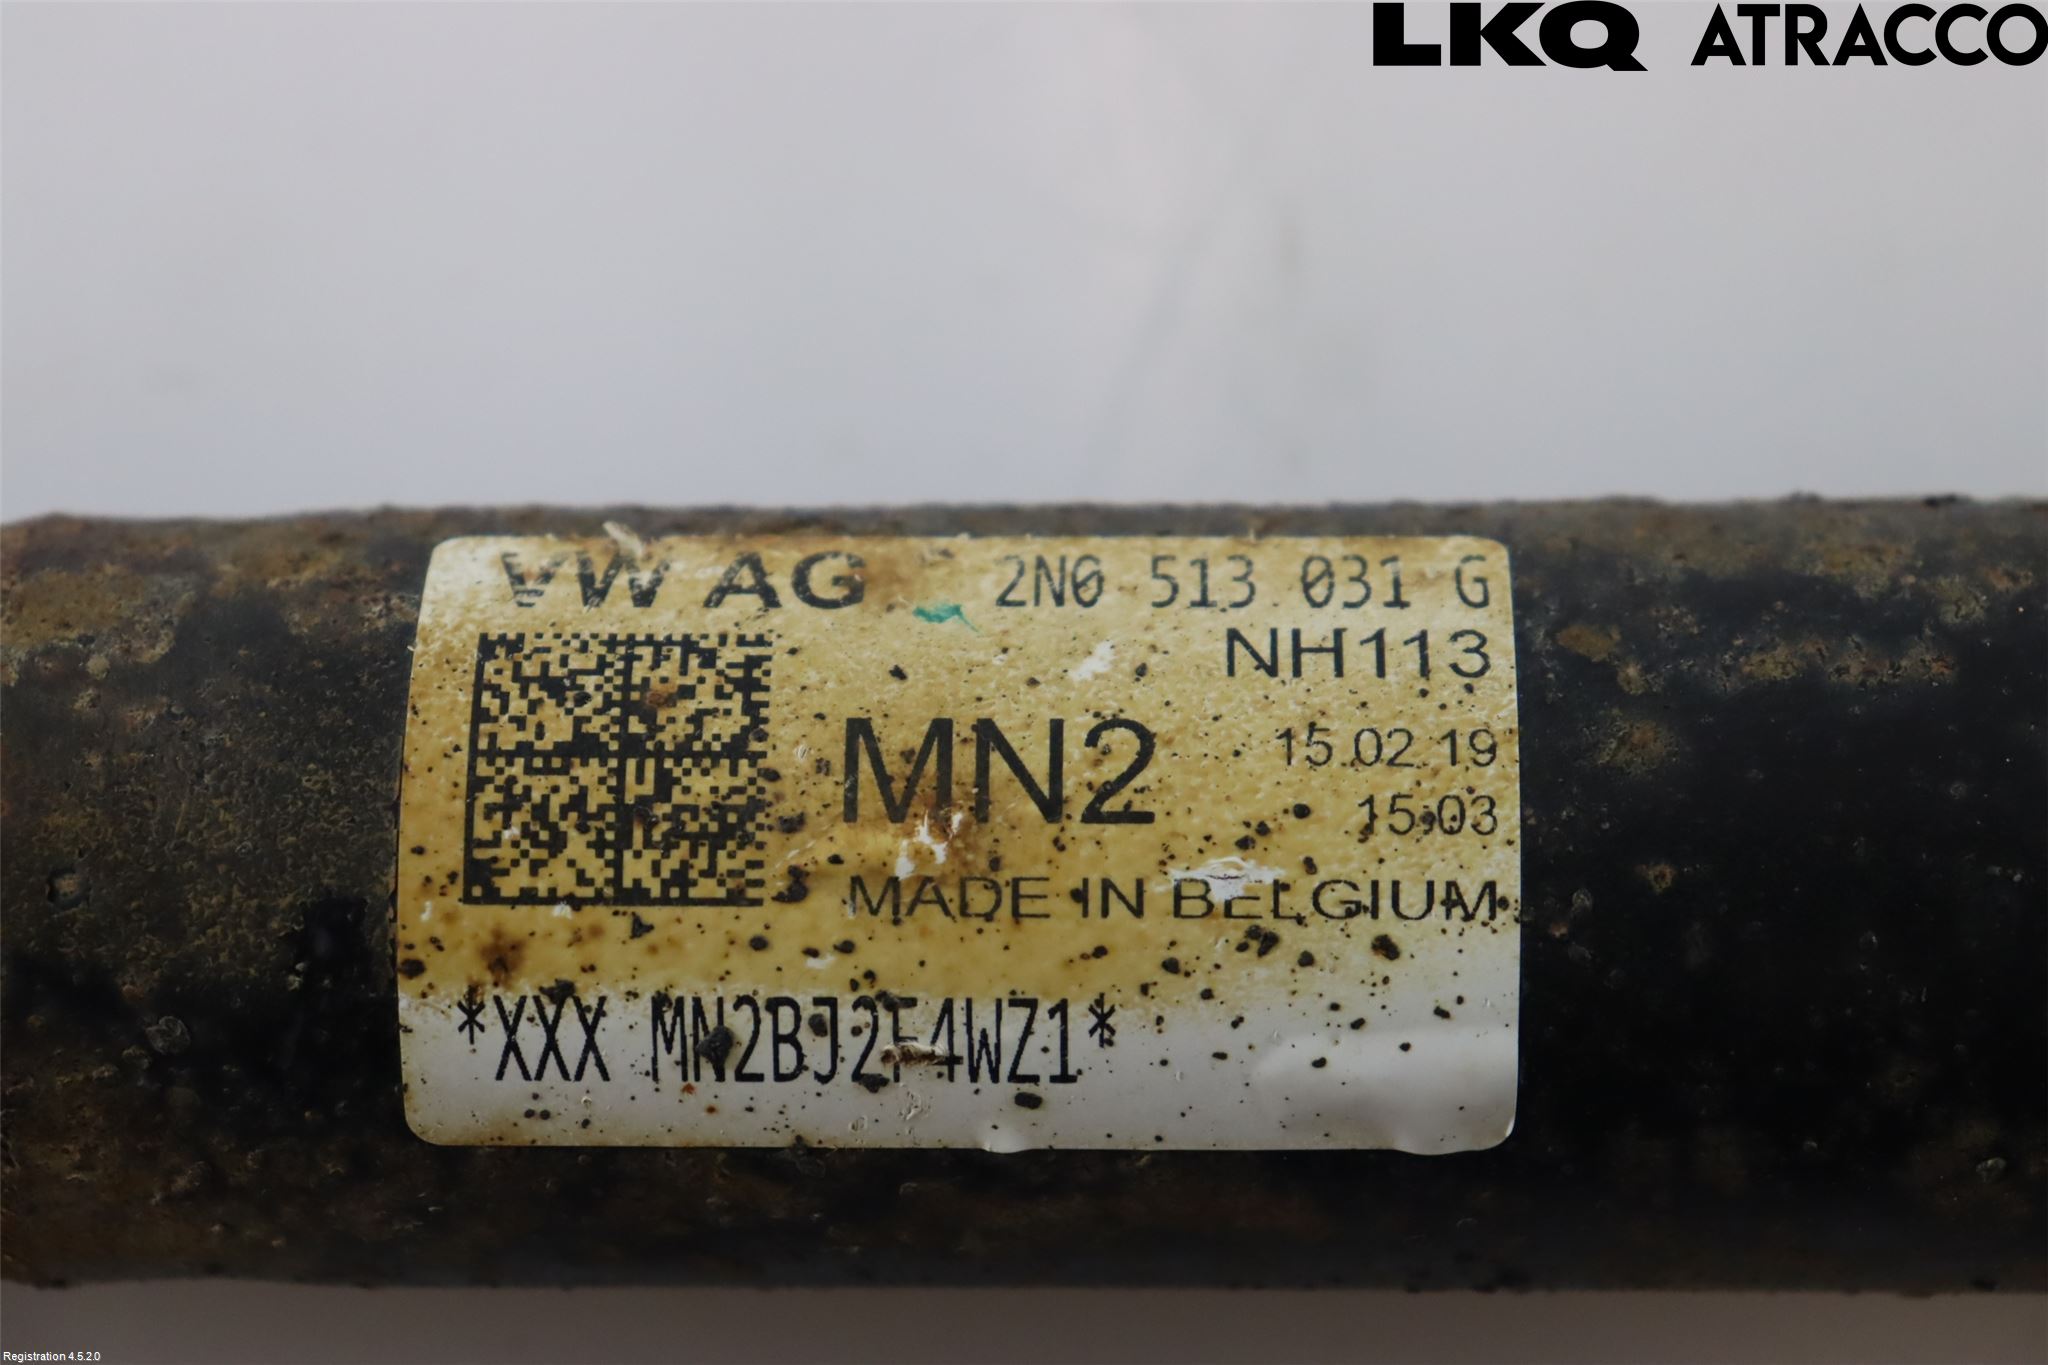 LKQ ATRACCO
VW AG 2N0 513 031 G
NH113
MN2
15.02.19
15:03
MADE IN BELGIUM
*XXX MN2BJ2F4WZ1*
Registration 4.5.2.0